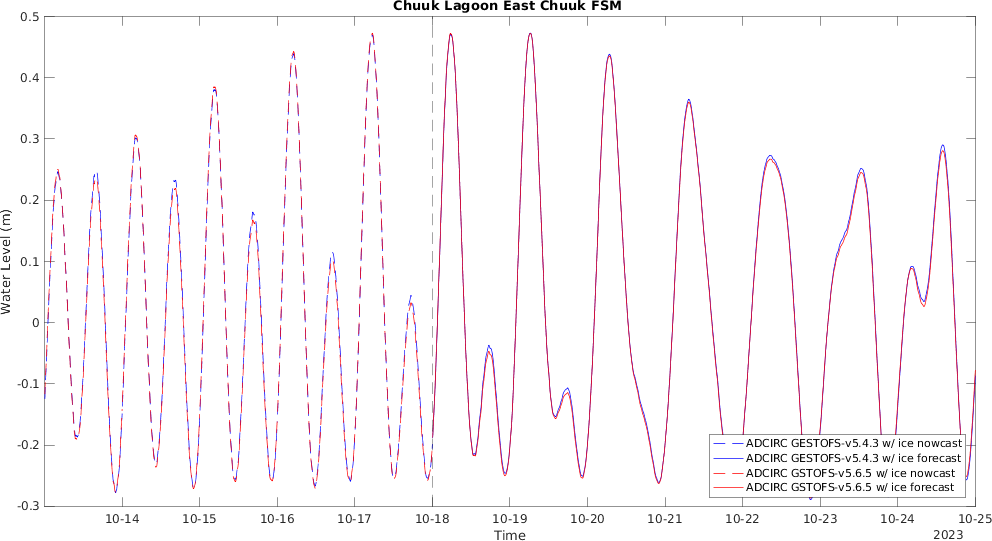 Chuuk Lagoon East Chuuk FSM
0.5
0.4
0.3
0.2
0.1
0
-0.1
-0.2
-0.3
Water Level (m)
ADCIRC GESTOFS-v5.4.3 w/ ice nowcast
ADCIRC GESTOFS-v5.4.3 w/ ice forecast
ADCIRC GSTOFS-v5.6.5 w/ ice nowcast
ADCIRC GSTOFS-v5.6.5 w/ ice forecast
10-14 10-15 10-16 10-17 10-18 10-19 10-20 10-21 10-22 10-23 10-24 10-25
Time
2023